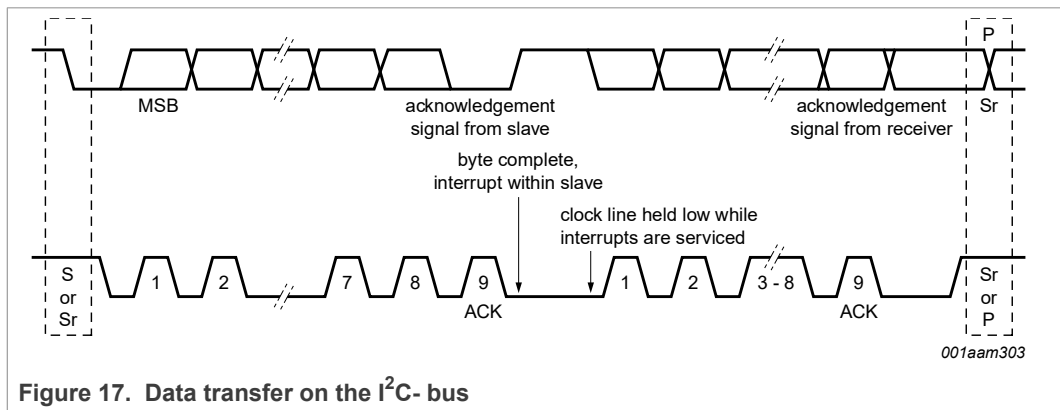 P
MSB
acknowledgement
signal from slave
acknowledgement
signal from receiver
Sr
byte complete,
interrupt within slave
clock line held low while
interrupts are serviced
S
or
Sr
1
2
7
8
9
1
2
3 - 8
9
Sr
or
P
ACK
ACK
001aam303
Figure 17. Data transfer on the I²C- bus